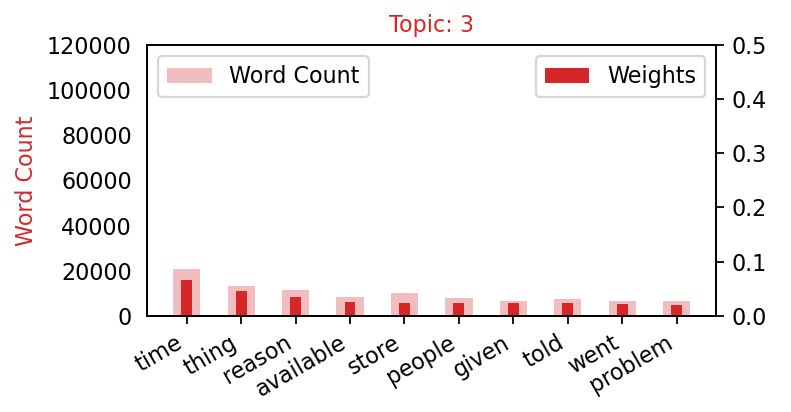 Topic: 3
Word Count
120000
100000
80000
60000
40000
20000
0
Word Count
Weights
0.5
0.4
0.3
0.2
0.1
0.0
time
thing
reason
available
store
people
given
told
went
problem